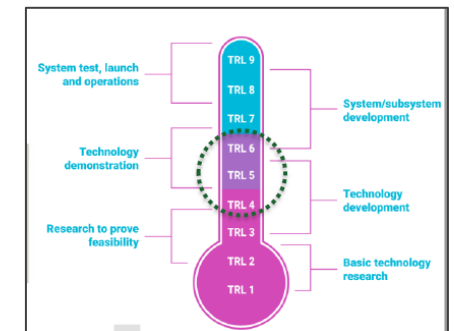 System test, launch
and operations
Technology
demonstration
Research to prove
feasibility
TRL 9
TRL 8
TRL 7
TRL 6
TRL 5
TRL 4
TRL 3
TRL 2
TRL 1
System/subsystem
development
Technology
development
Basic technology
research